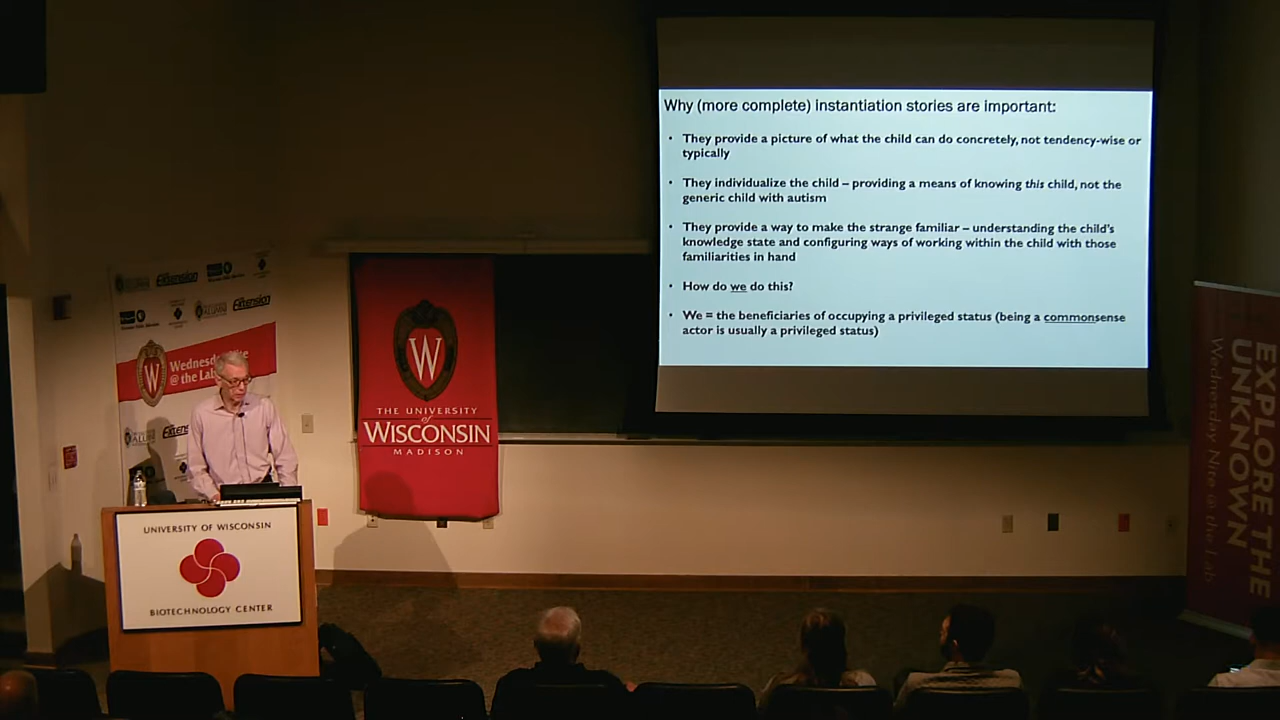 Why (more complete) instantiation stories are important:
• They provide a picture of what the child can do concretely, not tendency-wise or
typically
• They individualize the child – providing a means of knowing this child, not the
generic child with autism
• They provide a way to make the strange familiar – understanding the child's
knowledge state and configuring ways of working within the child with those
familiarities in hand
• How do we do this?
• We = the beneficiaries of occupying a privileged status (being a commonsense
actor is usually a privileged status)
Extension
ALUMNI
Extension
W
Wednesday Nite
@ the Lab
W
THE UNIVERSITY
of
WISCONSIN
MADISON
UNIVERSITY OF WISCONSIN
BIOTECHNOLOGY CENTER
EXPLORE THE
UNKNOWN
Wednesday Nite @ the Lab